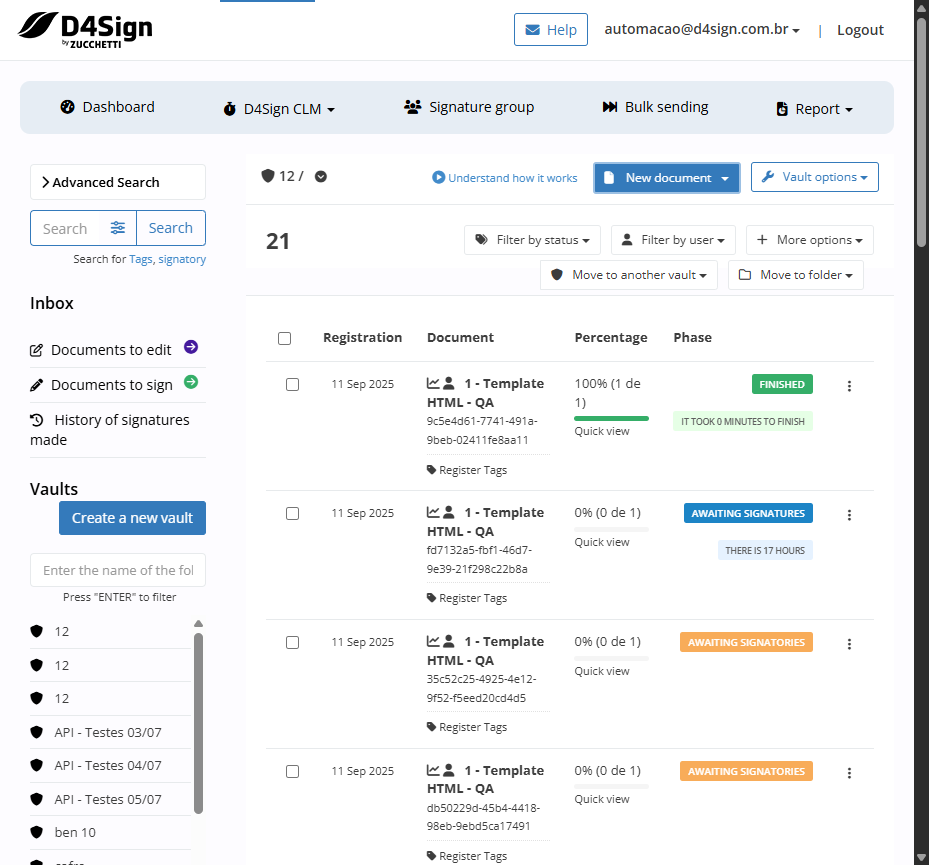 D4Sign
by ZUCCHETTI
Help
automacao@d4sign.com.br
|
Logout
Dashboard
D4Sign CLM
Signature group
Bulk sending
Report
Advanced Search
Search
Search
Search for Tags, signatory
Inbox
Documents to edit
Documents to sign
History of signatures
made
Vaults
Create a new vault
Enter the name of the fol
Press "ENTER" to filter
12
12
12
API - Testes 03/07
API - Testes 04/07
API - Testes 05/07
ben 10
12 /
Understand how it works
New document
Vault options
21
Filter by status
Filter by user
More options
Move to another vault
Move to folder
Registration
Document
Percentage
Phase
11 Sep 2025
1 - Template
HTML - QA
9c5e4d61-7741-491a-
9beb-02411fe8aa11
Register Tags
100% (1 de
1)
Quick view
FINISHED
IT TOOK 0 MINUTES TO FINISH
11 Sep 2025
1 - Template
HTML - QA
fd7132a5-fbf1-46d7-
9e39-21f298c22b8a
Register Tags
0% (0 de 1)
Quick view
AWAITING SIGNATURES
THERE IS 17 HOURS
11 Sep 2025
1 - Template
HTML - QA
35c52c25-4925-4e12-
9f52-f5eed20cd4d5
Register Tags
0% (0 de 1)
Quick view
AWAITING SIGNATORIES
11 Sep 2025
1 - Template
HTML - QA
db50229d-45b4-4418-
98eb-9ebd5ca17491
Register Tags
0% (0 de 1)
Quick view
AWAITING SIGNATORIES